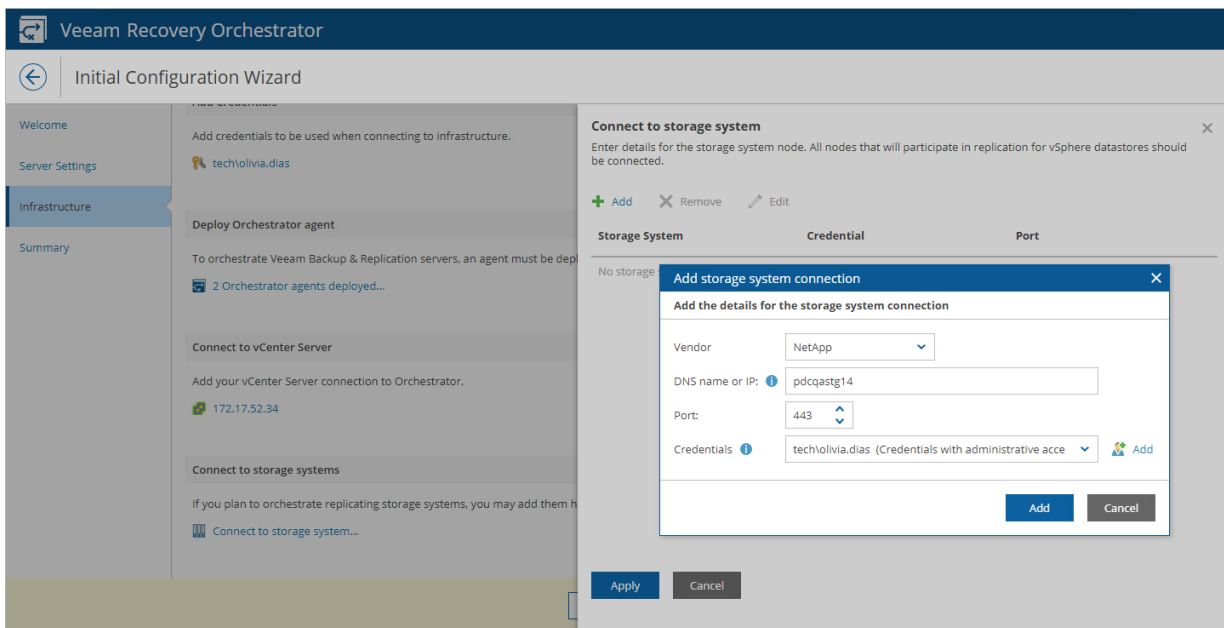 Veeam Recovery Orchestrator
Initial Configuration Wizard
Welcome
Server Settings
Infrastructure
Summary
Add Credentials
Add credentials to be used when connecting to infrastructure.
tech\olivia.dias
Deploy Orchestrator agent
To orchestrate Veeam Backup & Replication servers, an agent must be depl
2 Orchestrator agents deployed...
Connect to vCenter Server
Add your vCenter Server connection to Orchestrator.
172.17.52.34
Connect to storage systems
If you plan to orchestrate replicating storage systems, you may add them h
Connect to storage system...
Connect to storage system
Enter details for the storage system node. All nodes that will participate in replication for vSphere datastores should
be connected.
Add Remove Edit
Storage System Credential Port
No storage
Add storage system connection
Add the details for the storage system connection
Vendor NetApp
DNS name or IP: pdcqastg14
Port: 443
Credentials tech\olivia.dias (Credentials with administrative acce Add
Add Cancel
Apply Cancel